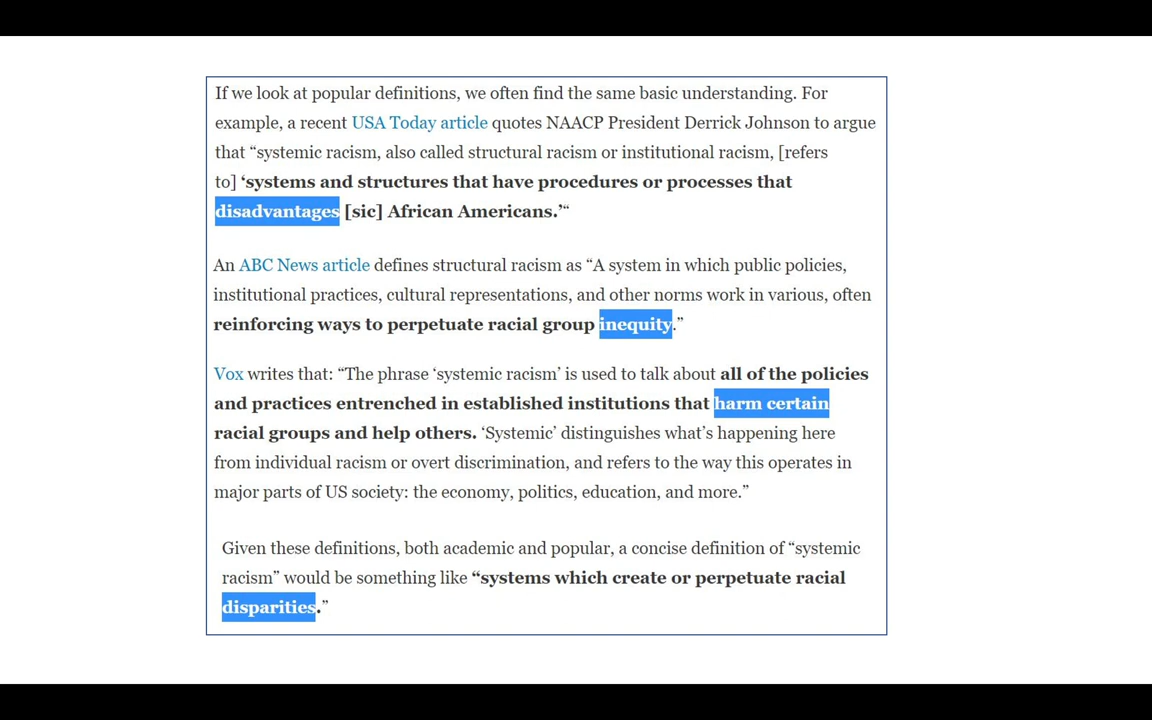 If we look at popular definitions, we often find the same basic understanding. For
example, a recent USA Today article quotes NAACP President Derrick Johnson to argue
that “systemic racism, also called structural racism or institutional racism, [refers
to] ‘systems and structures that have procedures or processes that
disadvantages [sic] African Americans.’“
An ABC News article defines structural racism as “A system in which public policies,
institutional practices, cultural representations, and other norms work in various, often
reinforcing ways to perpetuate racial group inequity.”
Vox writes that: “The phrase ‘systemic racism’ is used to talk about all of the policies
and practices entrenched in established institutions that harm certain
racial groups and help others. ‘Systemic’ distinguishes what’s happening here
from individual racism or overt discrimination, and refers to the way this operates in
major parts of US society: the economy, politics, education, and more.”
Given these definitions, both academic and popular, a concise definition of “systemic
racism” would be something like “systems which create or perpetuate racial
disparities.”